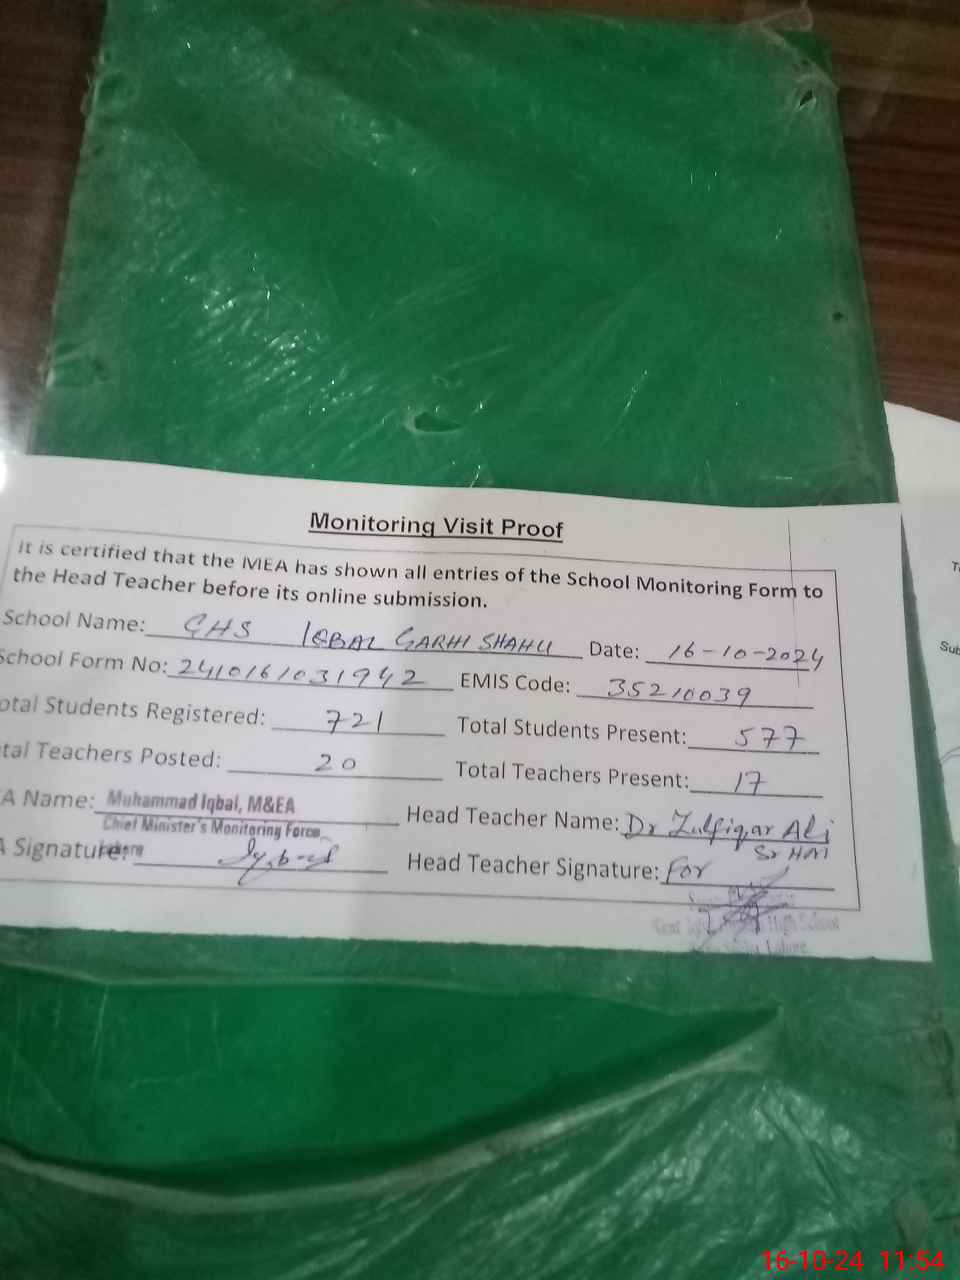 Monitoring Visit Proof
It is certified that the MEA has shown all entries of the School Monitoring Form to
the Head Teacher before its online submission.
School Name: GHS IQBAL GARHI SHAHU Date: 16-10-2024
School Form No: 2410161031942 EMIS Code: 35210039
otal Students Registered: 721 Total Students Present: 577
tal Teachers Posted: 20 Total Teachers Present: 17
A Name: Muhammad Iqbal, M&EA Head Teacher Name: Dr Zulfiqar Ali
Chief Minister's Monitoring Force Sr HM
Lahore
A Signature: Head Teacher Signature: For
High School
Lahore
Sub
16-10-24 11:54